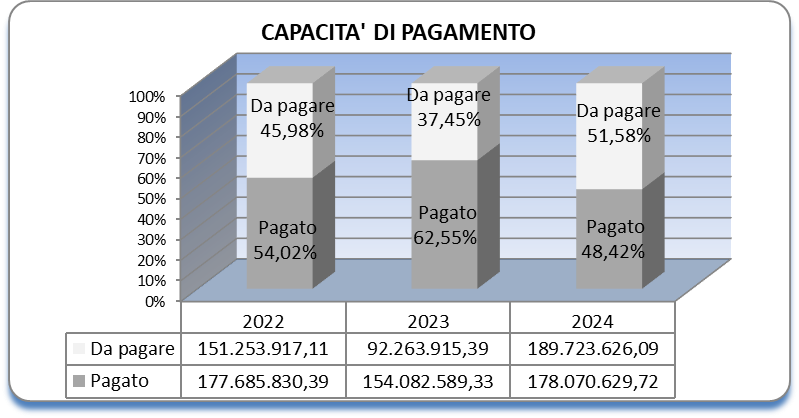 CAPACITA' DI PAGAMENTO
100%
90%
80%
70%
60%
50%
40%
30%
20%
10%
0%
Da pagare
45,98%
Pagato
54,02%
Da pagare
37,45%
Pagato
62,55%
Da pagare
51,58%
Pagato
48,42%
2022 2023 2024
Da pagare 151.253.917,11 92.263.915,39 189.723.626,09
Pagato 177.685.830,39 154.082.589,33 178.070.629,72